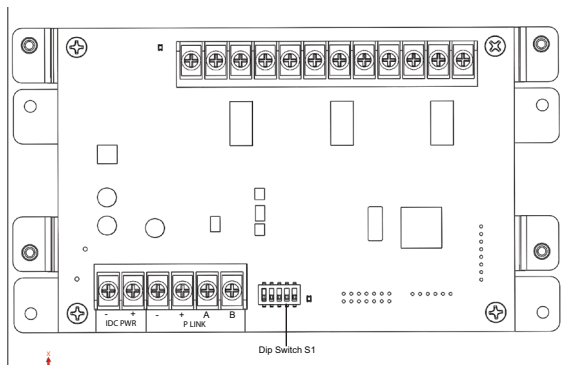 - + - + A B
IDC PWR P LINK
Dip Switch S1
x